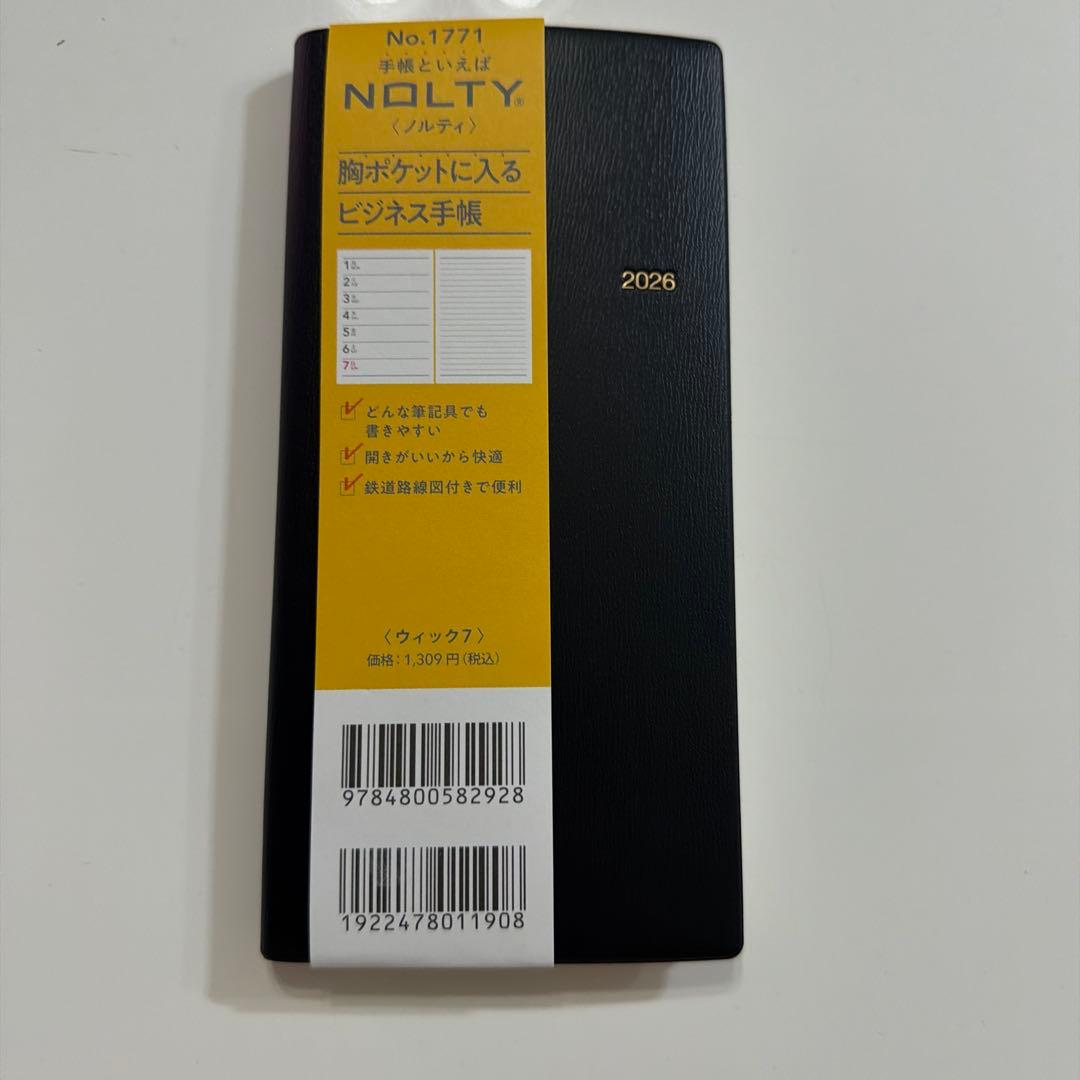 No.1771
手帳といえば
NOLTY®
〈ノルティ〉
胸ポケットに入る
ビジネス手帳
1
2
3
4
5
6
7
どんな筆記具でも
書きやすい
開きがいいから快適
鉄道路線図付きで便利
〈ウィック7〉
価格:1,309円(税込)
9784800582928
1922478011908
2026